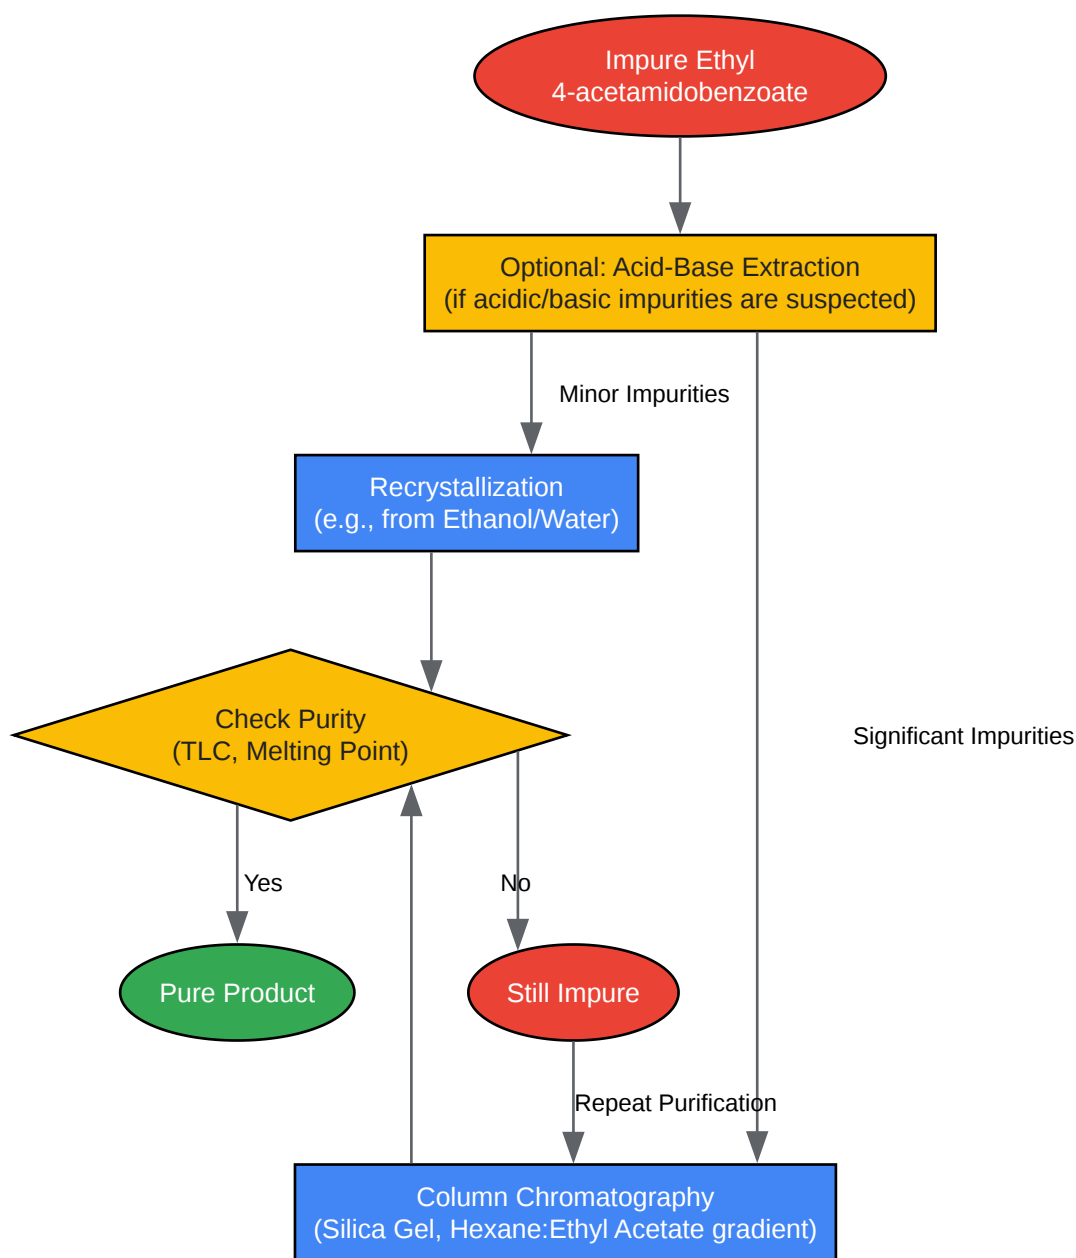 Impure Ethyl
4-acetamidobenzoate
Optional: Acid-Base Extraction
(if acidic/basic impurities are suspected)
Minor Impurities
Recrystallization
(e.g., from Ethanol/Water)
Check Purity
(TLC, Melting Point)
Significant Impurities
Yes
No
Pure Product
Still Impure
Repeat Purification
Column Chromatography
(Silica Gel, Hexane:Ethyl Acetate gradient)